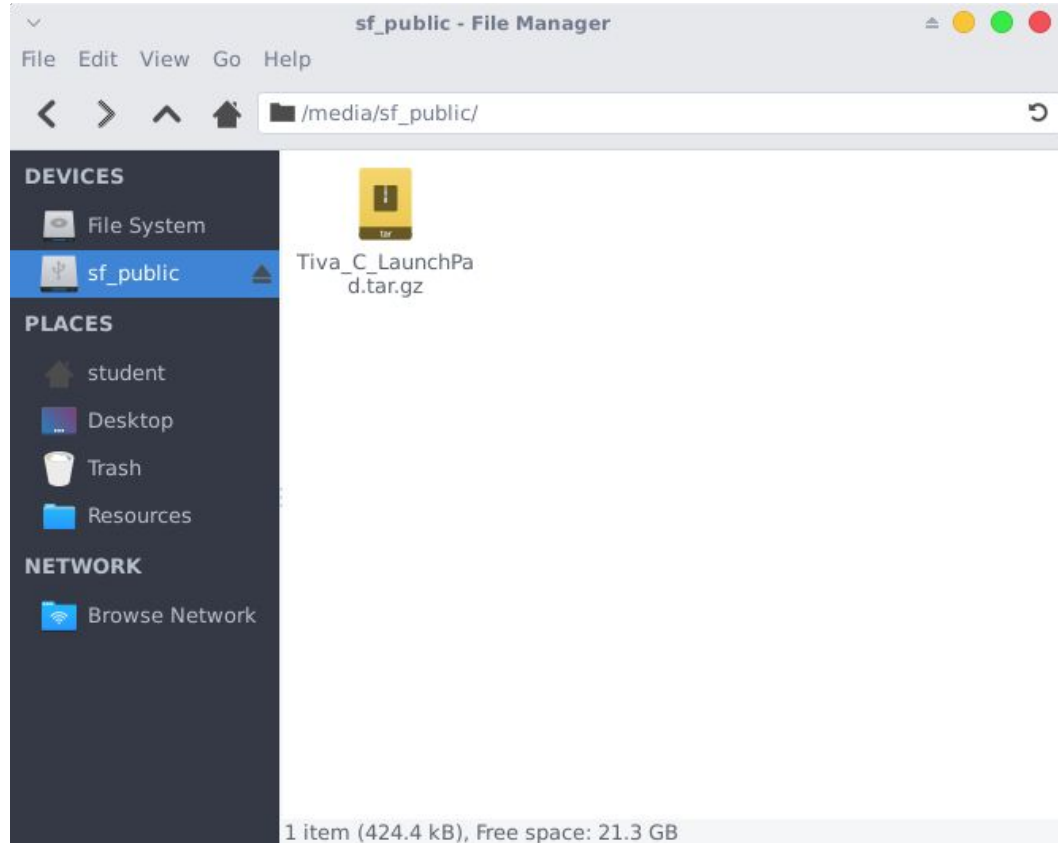 sf_public - File Manager
File Edit View Go Help
/media/sf_public/
DEVICES
File System
sf_public
PLACES
student
Desktop
Trash
Resources
NETWORK
Browse Network
tar
Tiva_C_LaunchPa
d.tar.gz
1 item (424.4 kB), Free space: 21.3 GB